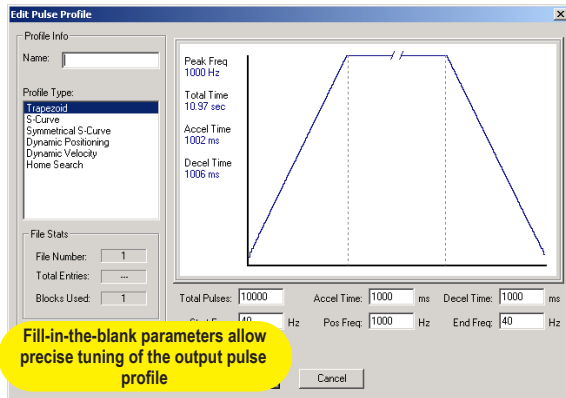 Edit Pulse Profile
Profile Info
Name:
Profile Type:
Trapezoid
S-Curve
Symmetrical S-Curve
Dynamic Positioning
Dynamic Velocity
Home Search
File Stats
File Number: 1
Total Entries: ---
Blocks Used: 1
Peak Freq
1000 Hz
Total Time
10.97 sec
Accel Time
1002 ms
Decel Time
1006 ms
Total Pulses: 10000 Accel Time: 1000 ms Decel Time: 1000 ms
40 Hz Pos Freq: 1000 Hz End Freq: 40 Hz
Fill-in-the-blank parameters allow
precise tuning of the output pulse
profile
Cancel